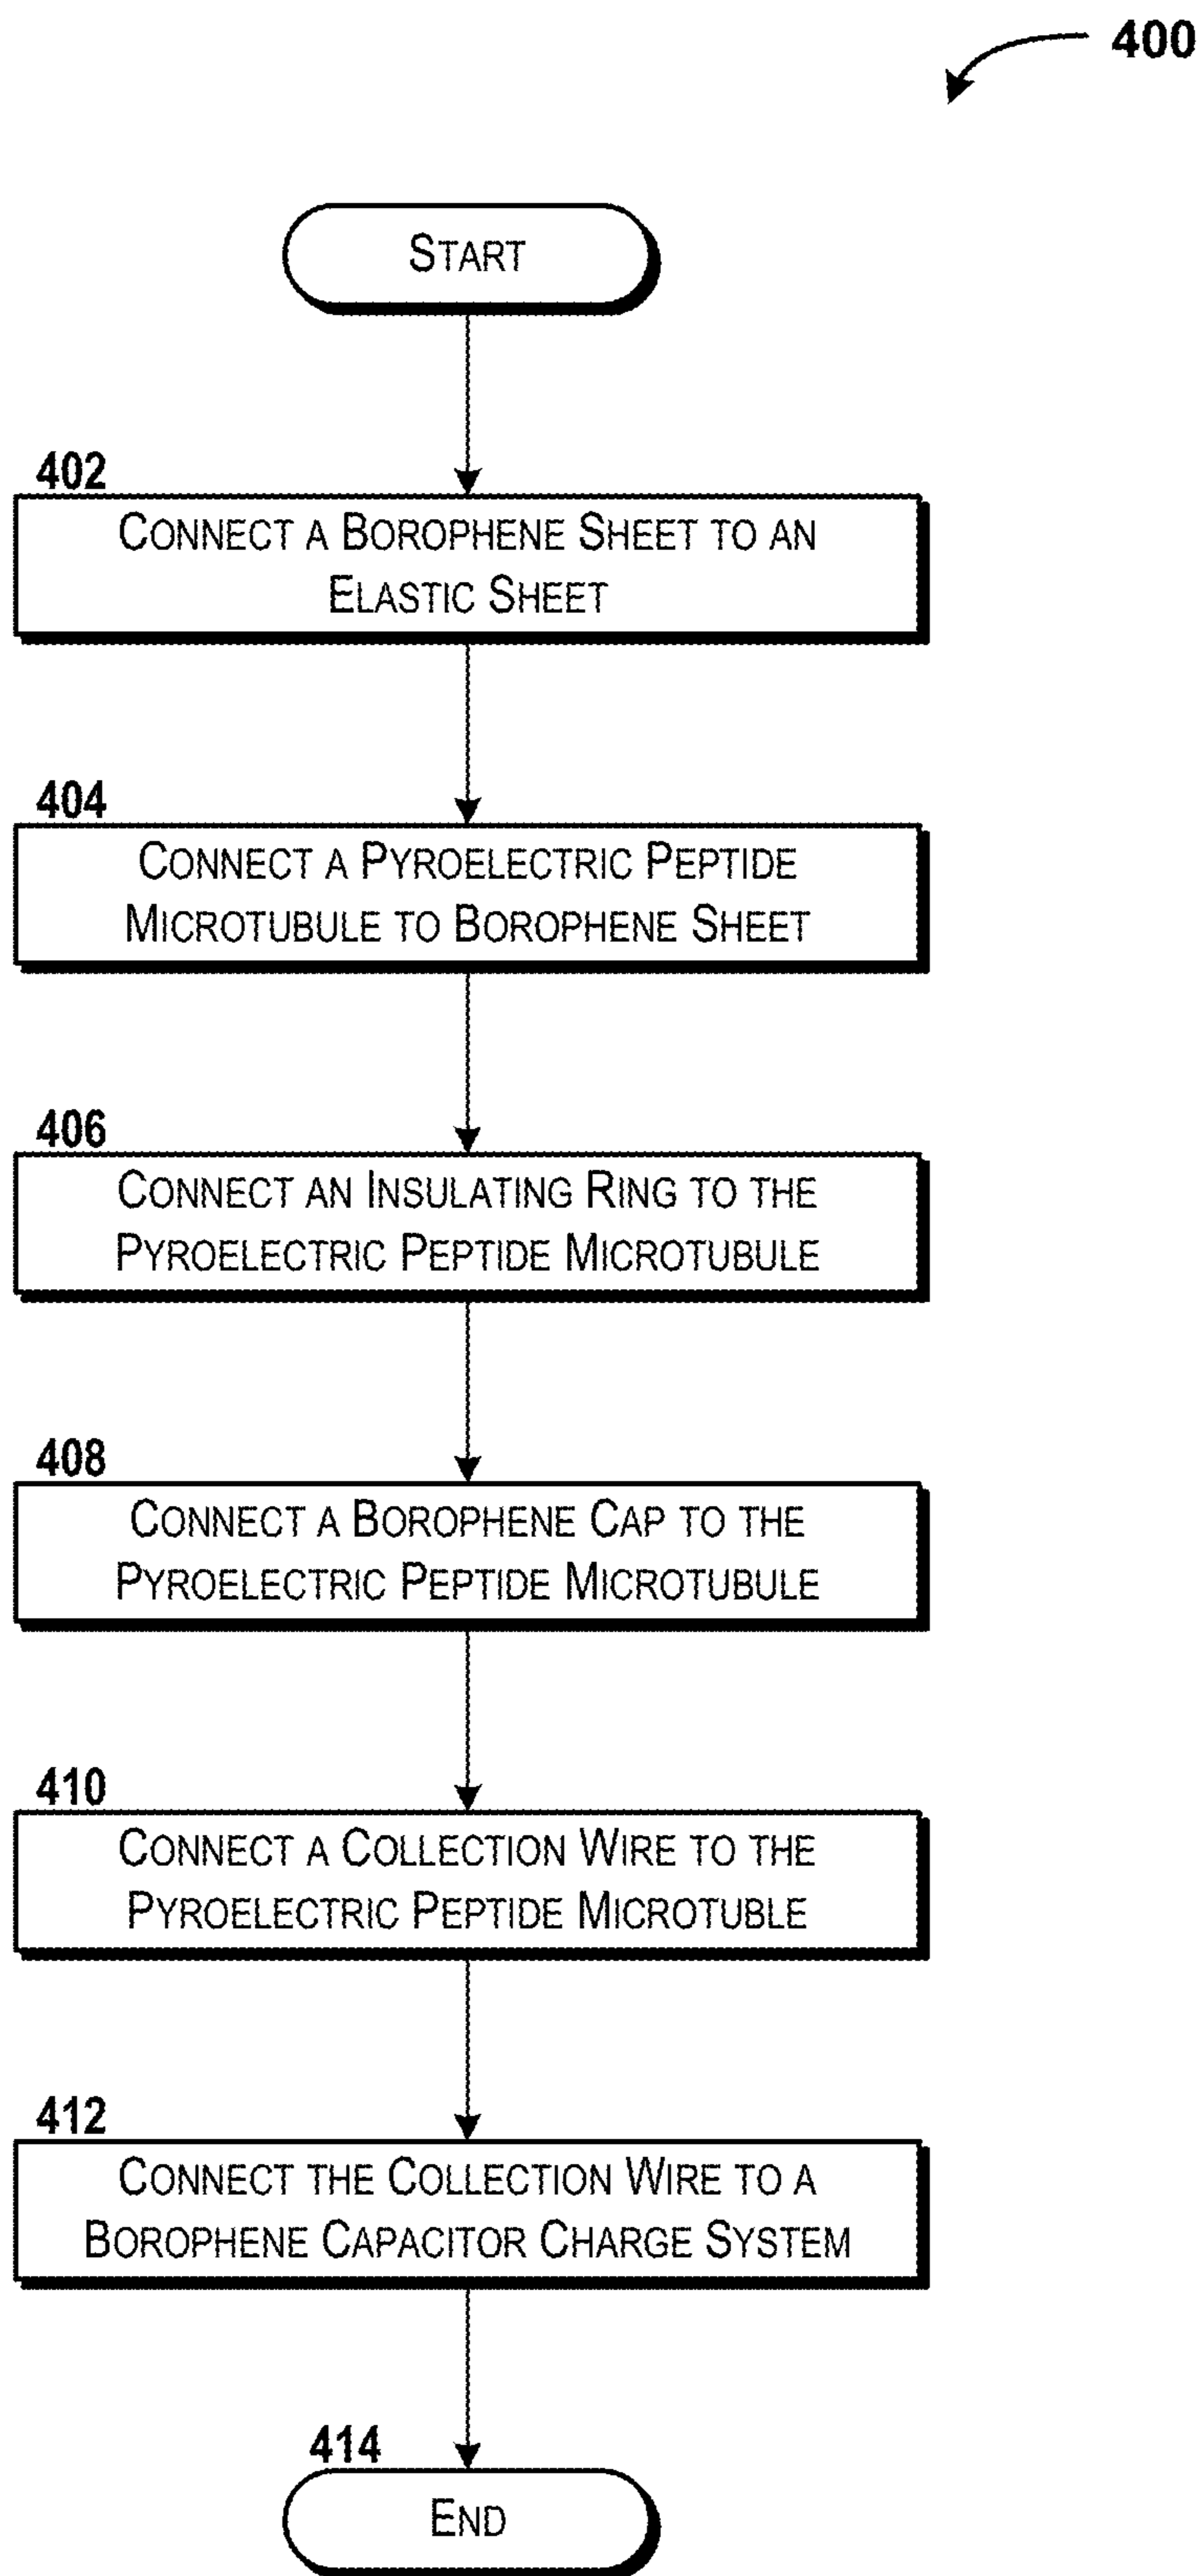 400
START
402
CONNECT A BOROPHENE SHEET TO AN
ELASTIC SHEET
404
CONNECT A PYROELECTRIC PEPTIDE
MICROTUBULE TO BOROPHENE SHEET
406
CONNECT AN INSULATING RING TO THE
PYROELECTRIC PEPTIDE MICROTUBULE
408
CONNECT A BOROPHENE CAP TO THE
PYROELECTRIC PEPTIDE MICROTUBULE
410
CONNECT A COLLECTION WIRE TO THE
PYROELECTRIC PEPTIDE MICROTUBLE
412
CONNECT THE COLLECTION WIRE TO A
BOROPHENE CAPACITOR CHARGE SYSTEM
414
END